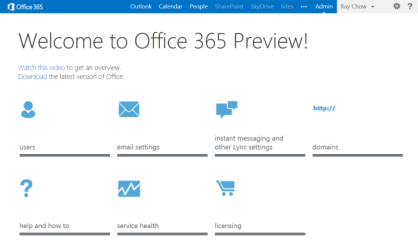 Office 365 Outlook Calendar People SharePoint SkyDrive Sites ••• Admin Ray Chow ?
Welcome to Office 365 Preview!
Watch this video to get an overview.
Download the latest version of Office.
http://
users email settings instant messaging and
other Lync settings domains
?
help and how to service health licensing